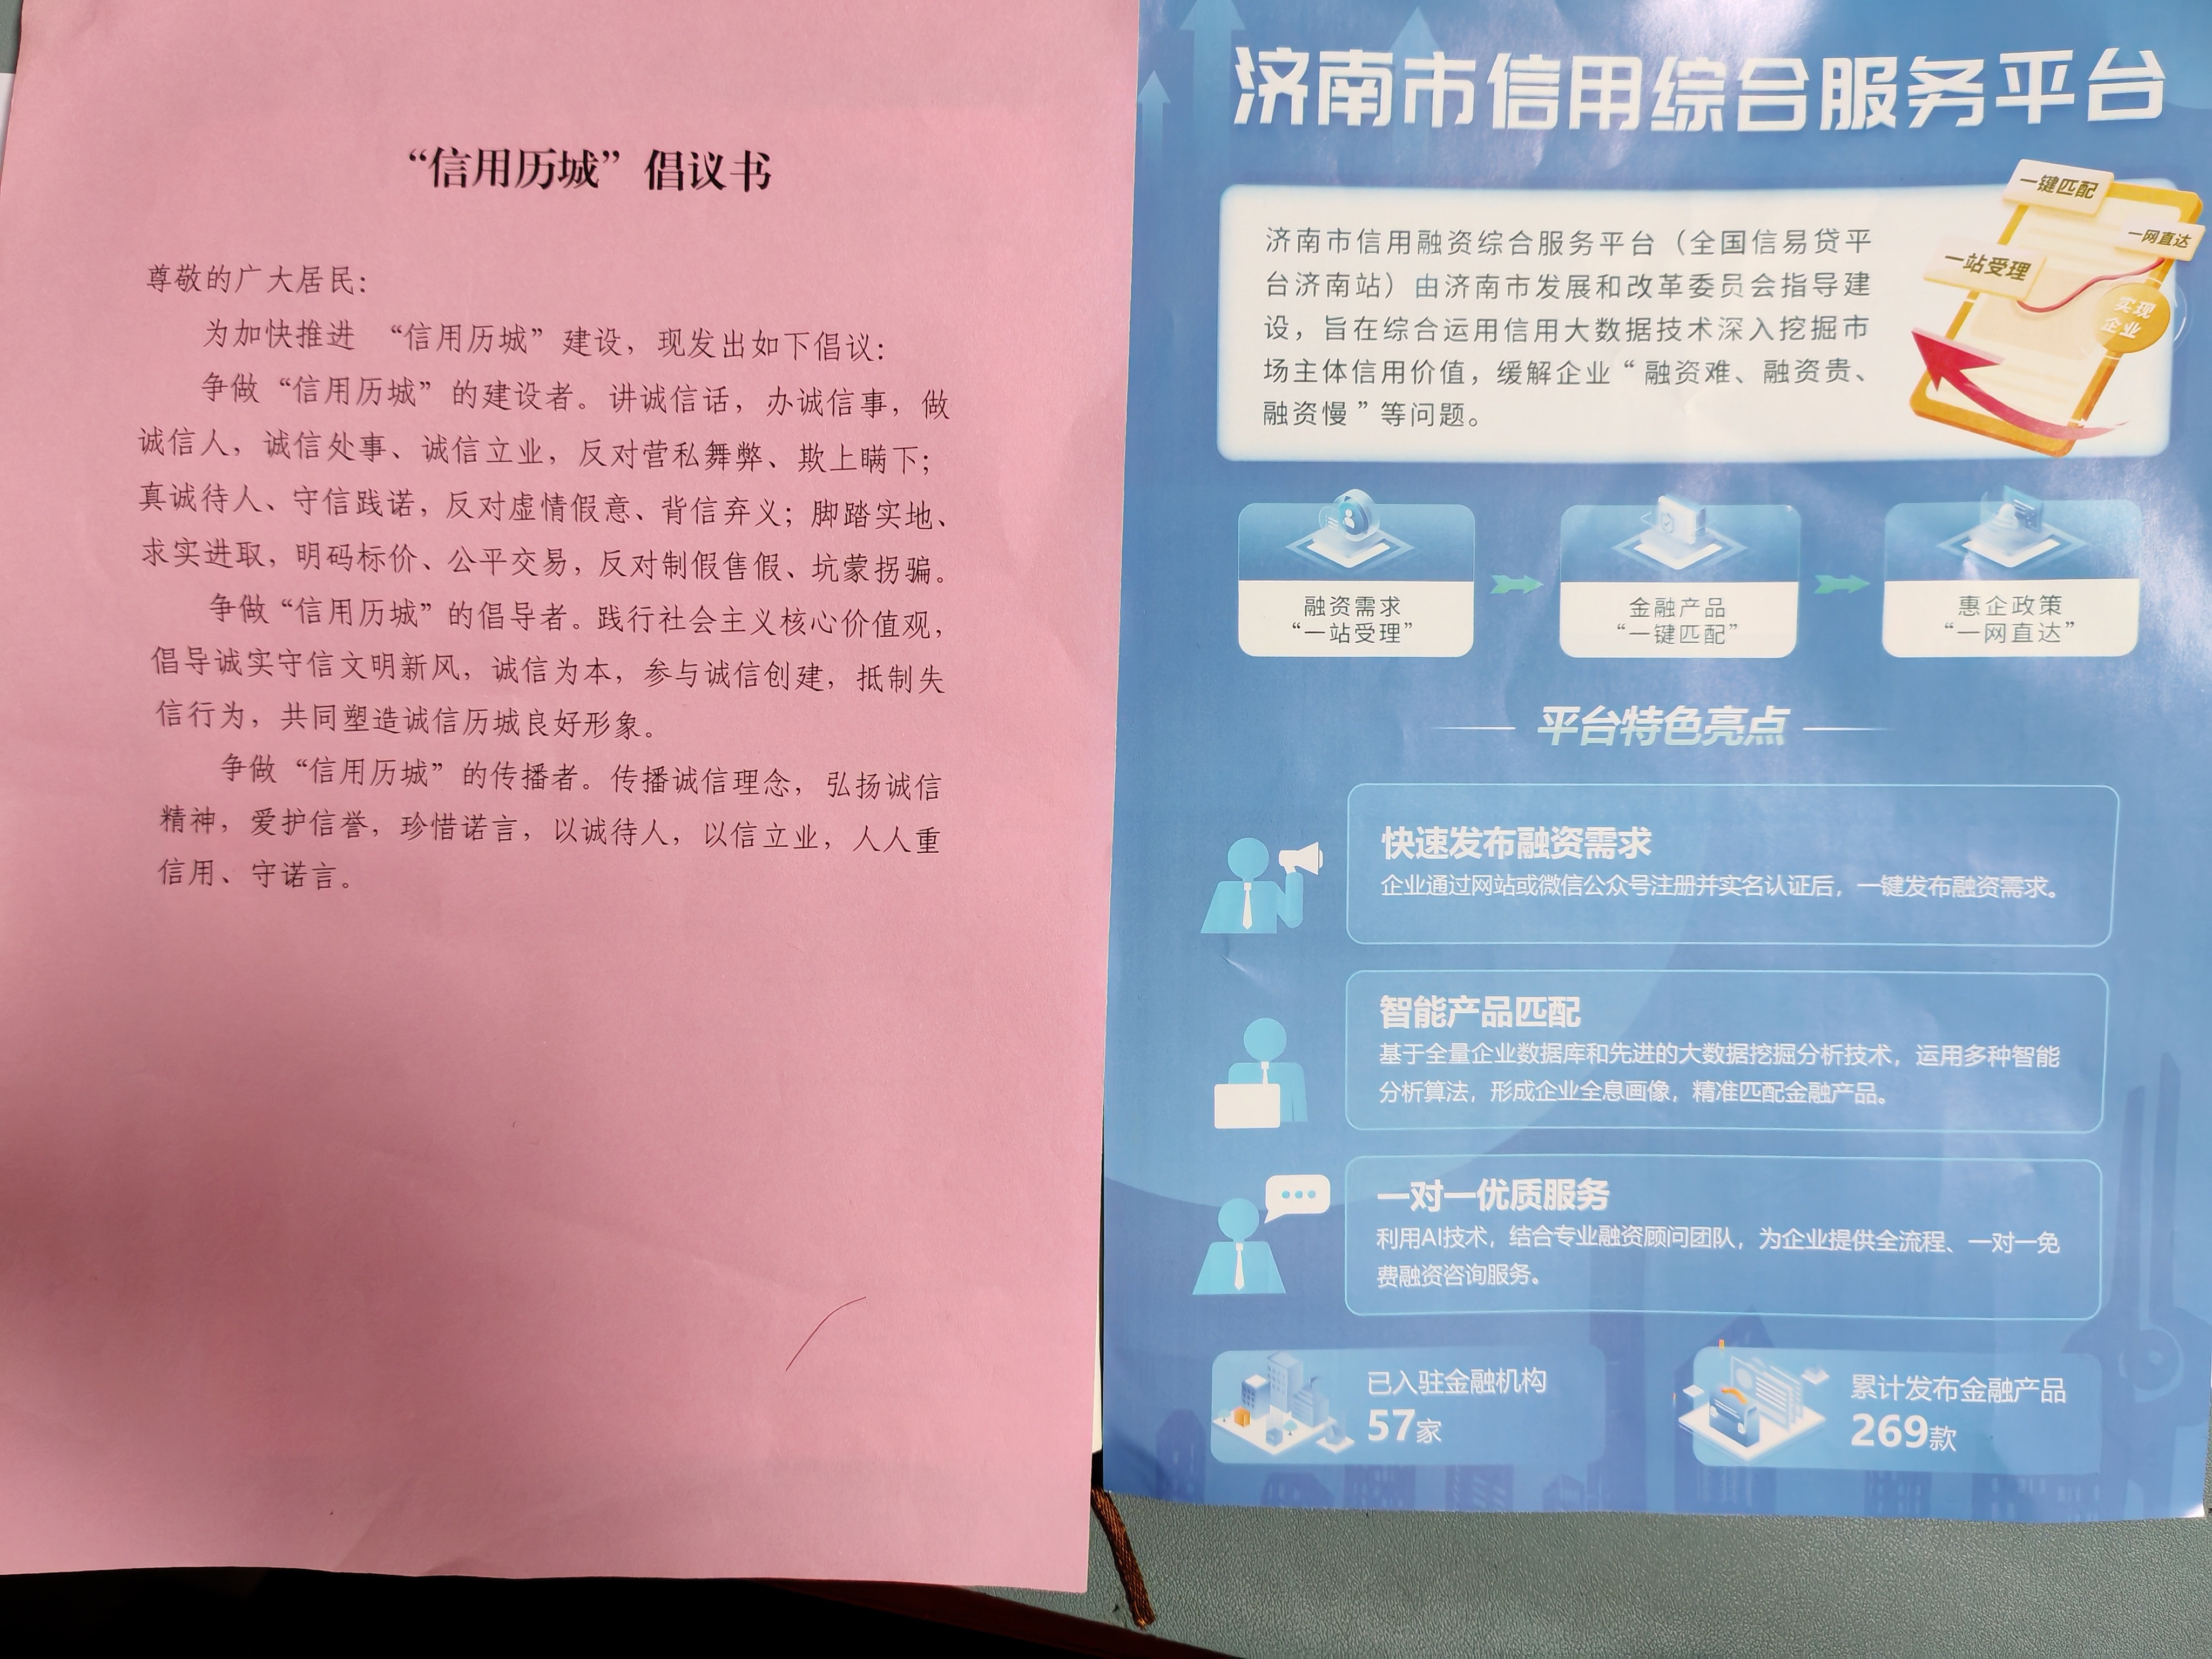 “信用历城”倡议书
尊敬的广大居民：
为加快推进 “信用历城”建设，现发出如下倡议：
争做“信用历城”的建设者。讲诚信话，办诚信事，做
诚信人，诚信处事、诚信立业，反对营私舞弊、欺上瞒下；
真诚待人、守信践诺，反对虚情假意、背信弃义；脚踏实地、
求实进取，明码标价、公平交易，反对制假售假、坑蒙拐骗。
争做“信用历城”的倡导者。践行社会主义核心价值观，
倡导诚实守信文明新风，诚信为本，参与诚信创建，抵制失
信行为，共同塑造诚信历城良好形象。
争做“信用历城”的传播者。传播诚信理念，弘扬诚信
精神，爱护信誉，珍惜诺言，以诚待人，以信立业，人人重
信用、守诺言。
济南市信用综合服务平台
济南市信用融资综合服务平台（全国信易贷平
台济南站）由济南市发展和改革委员会指导建
设，旨在综合运用信用大数据技术深入挖掘市
场主体信用价值，缓解企业“融资难、融资贵、
融资慢”等问题。
一键匹配
一网直达
一站受理
实现
企业
融资需求
“一站受理”
金融产品
“一键匹配”
惠企政策
“一网直达”
平台特色亮点
快速发布融资需求
企业通过网站或微信公众号注册并实名认证后，一键发布融资需求。
智能产品匹配
基于全量企业数据库和先进的大数据挖掘分析技术，运用多种智能
分析算法，形成企业全息画像，精准匹配金融产品。
一对一优质服务
利用AI技术，结合专业融资顾问团队，为企业提供全流程、一对一免
费融资咨询服务。
已入驻金融机构
57家
累计发布金融产品
269款